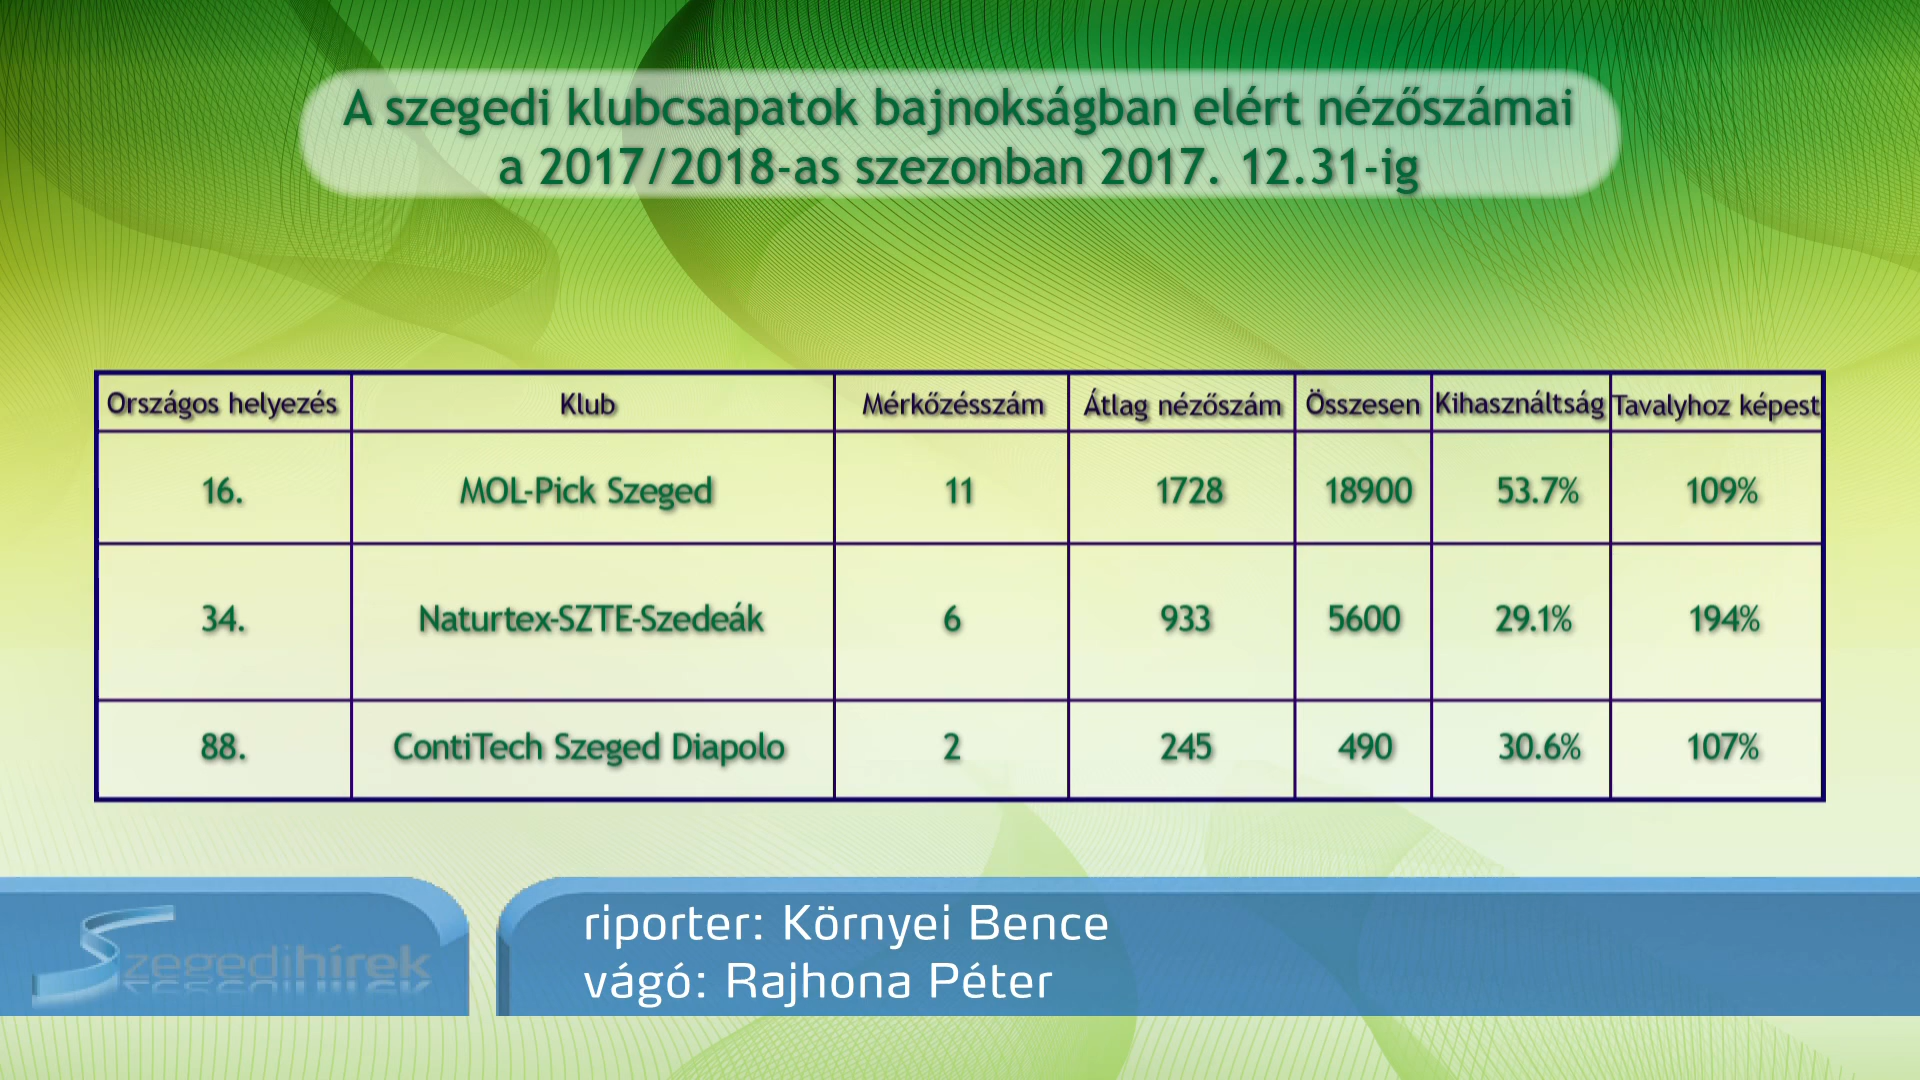 A szegedi klubcsapatok bajnokságban elért nézőszámai
a 2017/2018-as szezonban 2017. 12.31-ig
Országos helyezés Klub Mérkőzésszám Átlag nézőszám Összesen Kihasználtság Tavalyhoz képest
16. MOL-Pick Szeged 11 1728 18900 53.7% 109%
34. Naturtex-SZTE-Szedeák 6 933 5600 29.1% 194%
88. ContiTech Szeged Diapolo 2 245 490 30.6% 107%
Szegedihírek
riporter: Környei Bence
vágó: Rajhona Péter